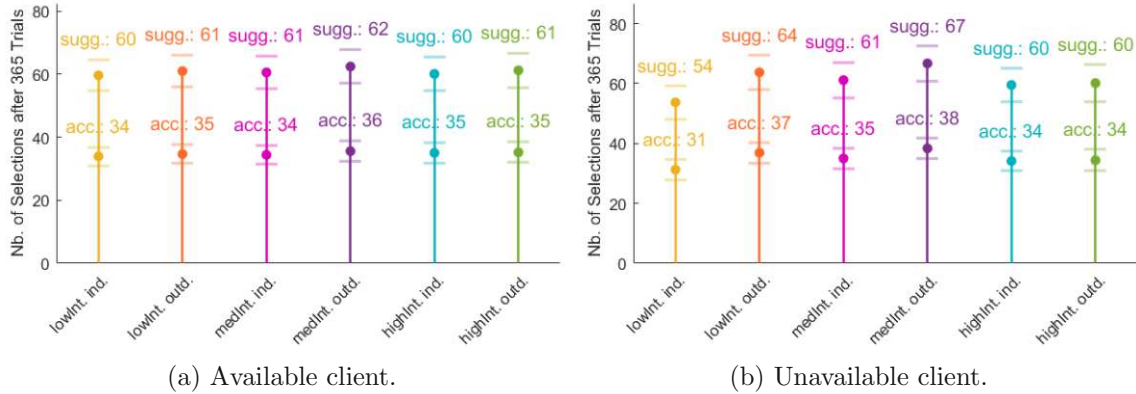 Nb. of Selections after 365 Trials
80
60
40
20
0
sugg.: 60
sugg.: 61
sugg.: 61
sugg.: 62
sugg.: 60
sugg.: 61
acc.: 34
acc.: 35
acc.: 34
acc.: 36
acc.: 35
acc.: 35
lowInt. ind.
lowInt. outd.
medInt. ind.
medInt. outd.
highInt. ind.
highInt. outd.
(a) Available client.
Nb. of Selections after 365 Trials
80
60
40
20
0
sugg.: 54
sugg.: 64
sugg.: 61
sugg.: 67
sugg.: 60
sugg.: 60
acc.: 31
acc.: 37
acc.: 35
acc.: 38
acc.: 34
acc.: 34
lowInt. ind.
lowInt. outd.
medInt. ind.
medInt. outd.
highInt. ind.
highInt. outd.
(b) Unavailable client.